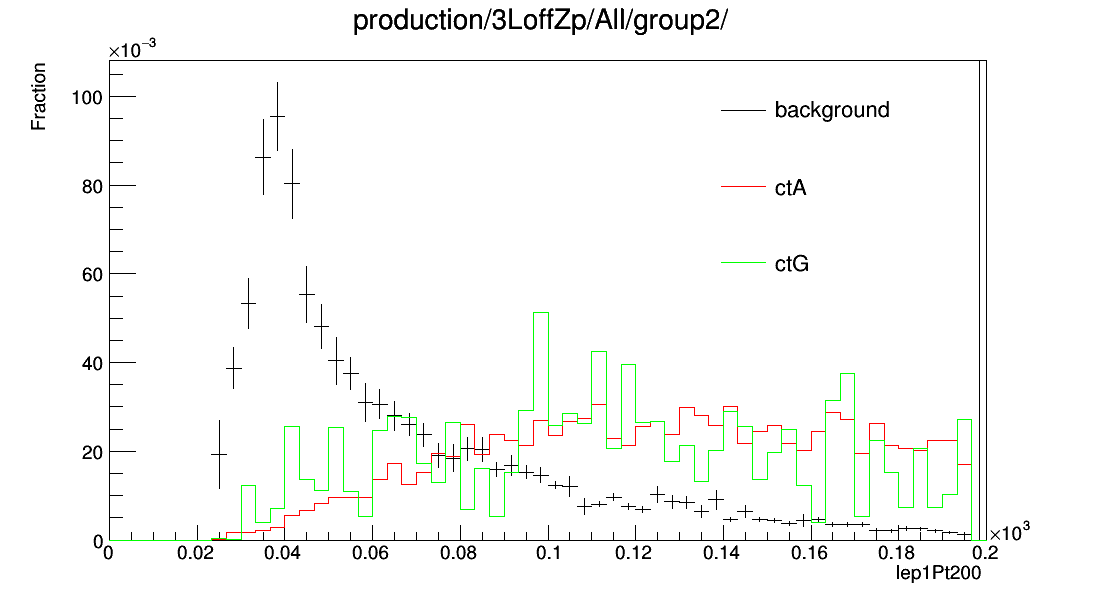 production/3LoffZp/All/group2/
×10⁻³
Fraction
100
80
60
40
20
0
background
ctA
ctG
0 0.02 0.04 0.06 0.08 0.1 0.12 0.14 0.16 0.18 0.2
×10³
lep1Pt200